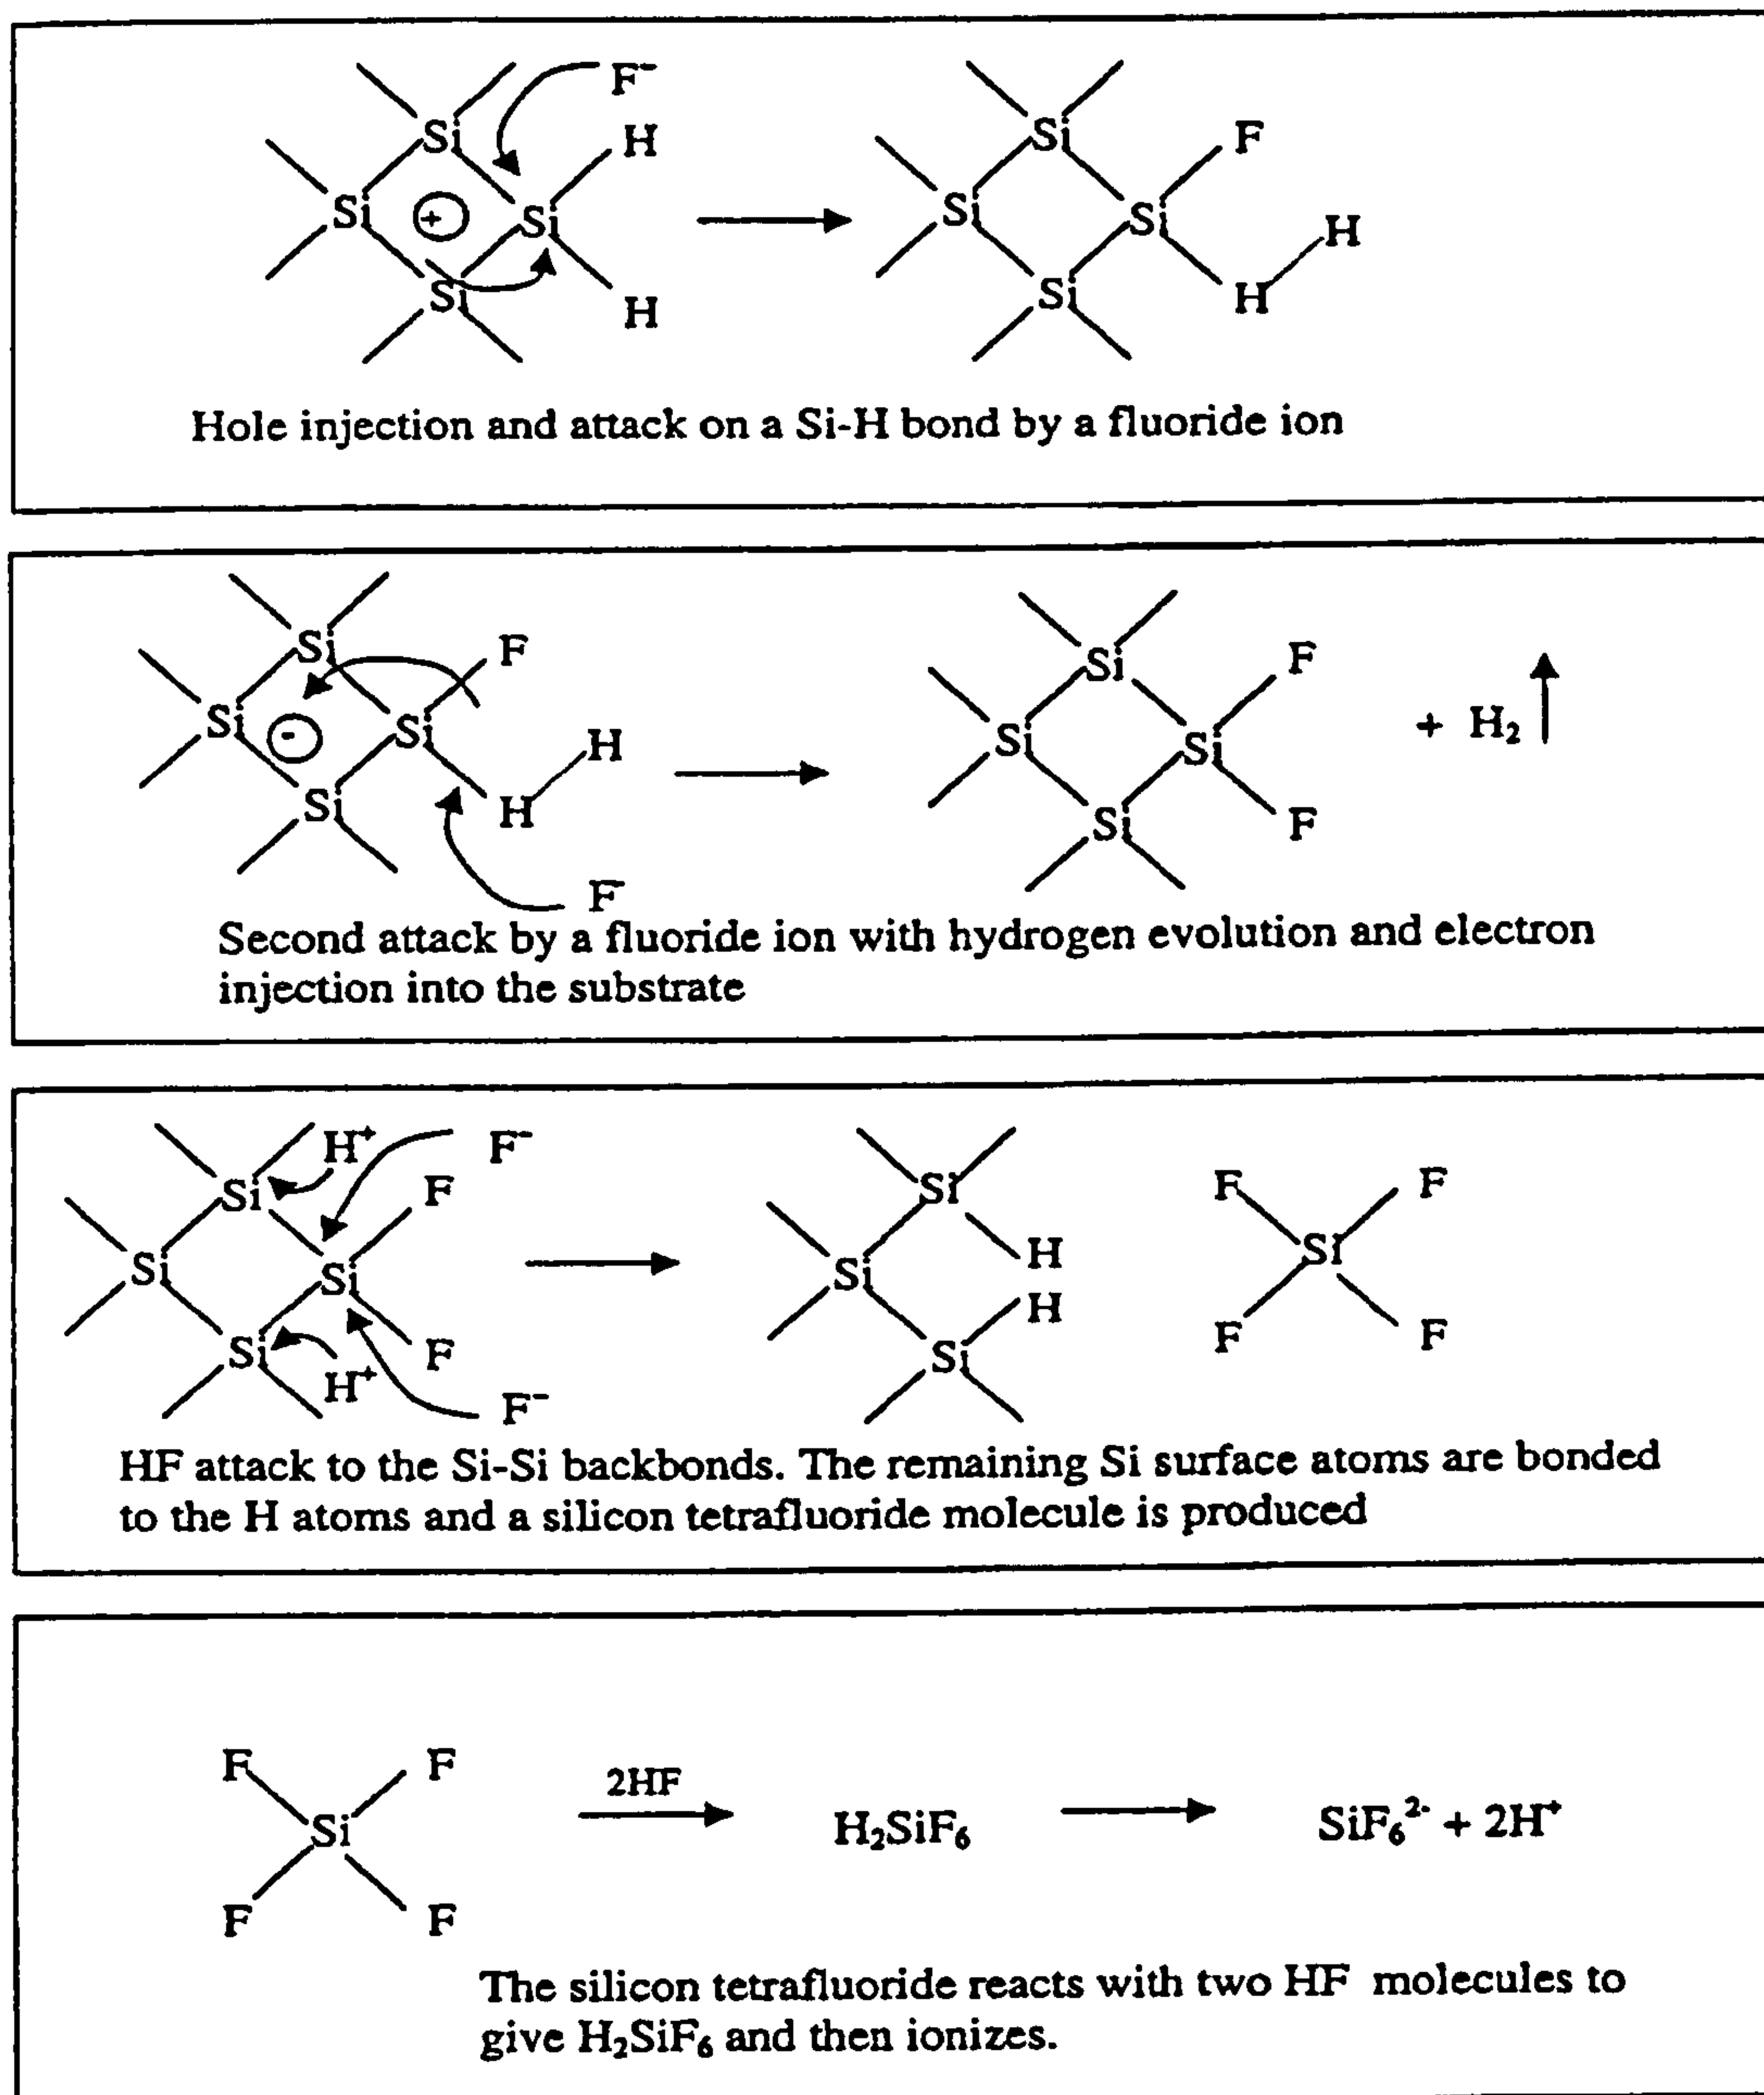 F⁻
Si H Si F
Si + Si Si Si H
Si H Si H
Hole injection and attack on a Si-H bond by a fluoride ion
Si F Si F
Si - Si H Si Si + H₂
Si H Si F
F⁻
Second attack by a fluoride ion with hydrogen evolution and electron
injection into the substrate
H⁺ F⁻
Si F Si F F
Si Si Si H Si
Si F H
H⁺ F⁻ Si F F
HF attack to the Si-Si backbonds. The remaining Si surface atoms are bonded
to the H atoms and a silicon tetrafluoride molecule is produced
F F 2HF
Si H₂SiF₆ SiF₆²⁻ + 2H⁺
F F
The silicon tetrafluoride reacts with two HF molecules to
give H₂SiF₆ and then ionizes.